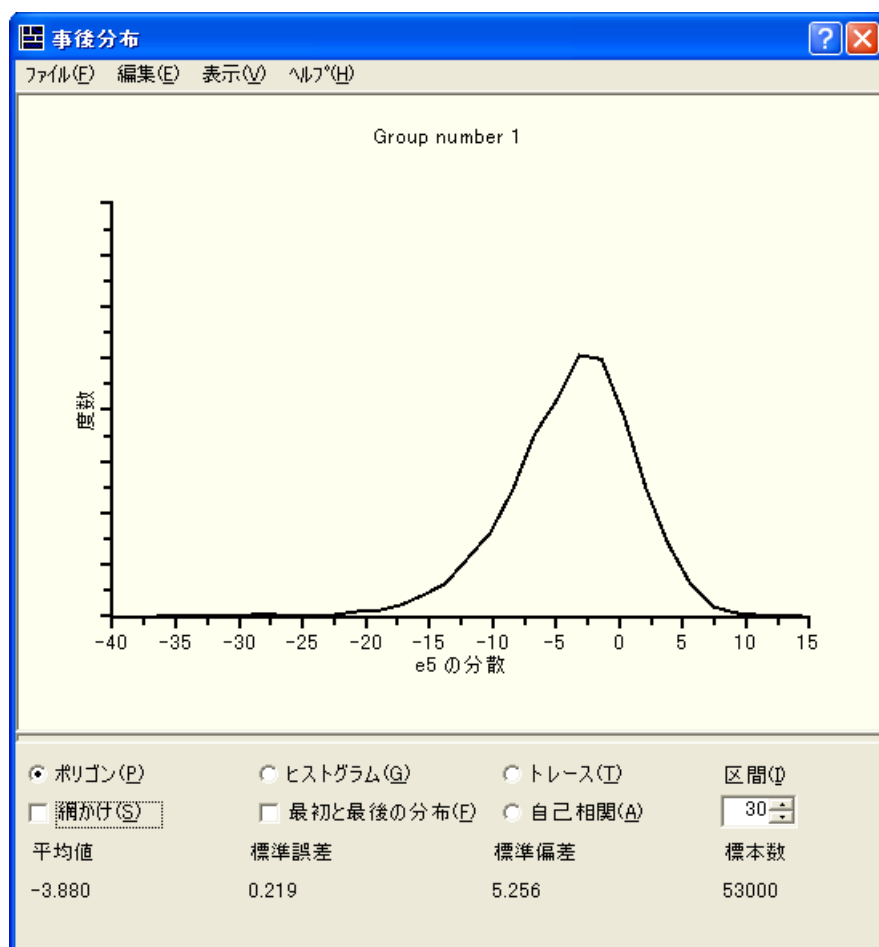 事後分布
ファイル(F) 編集(E) 表示(V) ヘルプ(H)
Group number 1
度数
-40 -35 -30 -25 -20 -15 -10 -5 0 5 10 15
e5 の分散
ポリゴン(P) ヒストグラム(G) トレース(T) 区間(I)
網かけ(S) 最初と最後の分布(F) 自己相関(A) 30
平均値 標準誤差 標準偏差 標本数
-3.880 0.219 5.256 53000